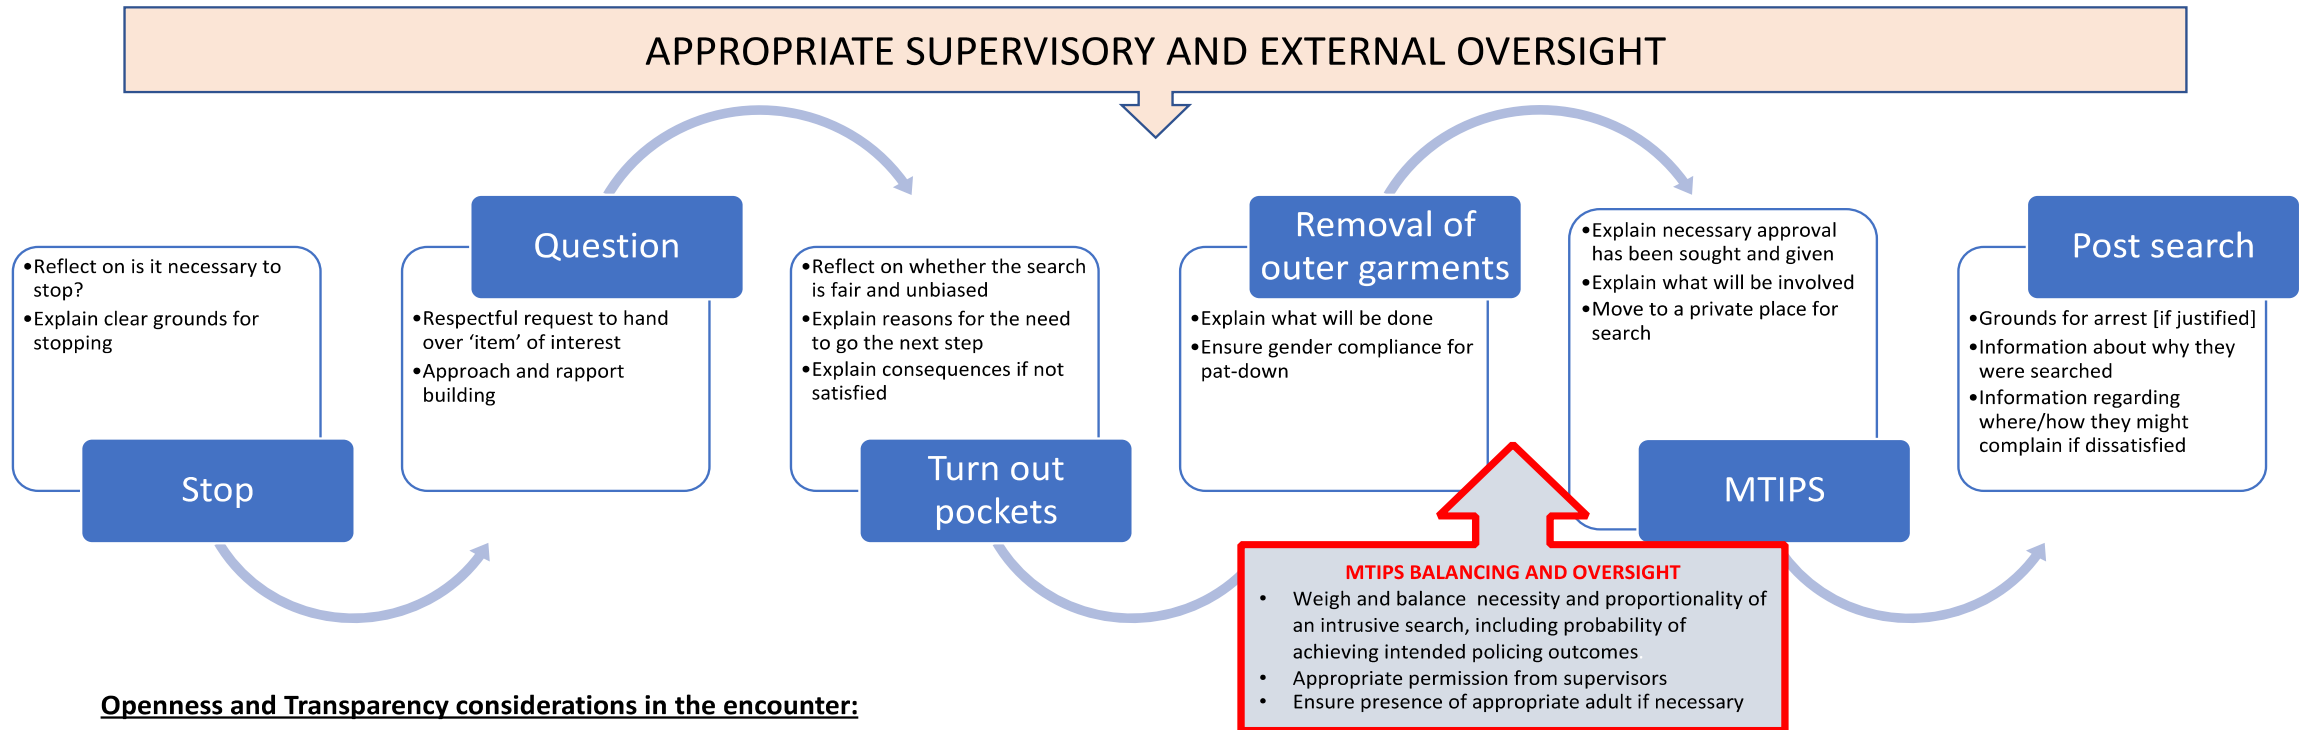 APPROPRIATE SUPERVISORY AND EXTERNAL OVERSIGHT
•Reflect on is it necessary to
stop?
•Explain clear grounds for
stopping
Stop
Question
•Respectful request to hand
over ‘item’ of interest
•Approach and rapport
building
•Reflect on whether the search
is fair and unbiased
•Explain reasons for the need
to go the next step
•Explain consequences if not
satisfied
Turn out
pockets
Removal of
outer garments
•Explain what will be done
•Ensure gender compliance for
pat-down
•Explain necessary approval
has been sought and given
•Explain what will be involved
•Move to a private place for
search
MTIPS
Post search
•Grounds for arrest [if justified]
•Information about why they
were searched
•Information regarding
where/how they might
complain if dissatisfied
MTIPS BALANCING AND OVERSIGHT
• Weigh and balance necessity and proportionality of
an intrusive search, including probability of
achieving intended policing outcomes.
• Appropriate permission from supervisors
• Ensure presence of appropriate adult if necessary
Openness and Transparency considerations in the encounter: